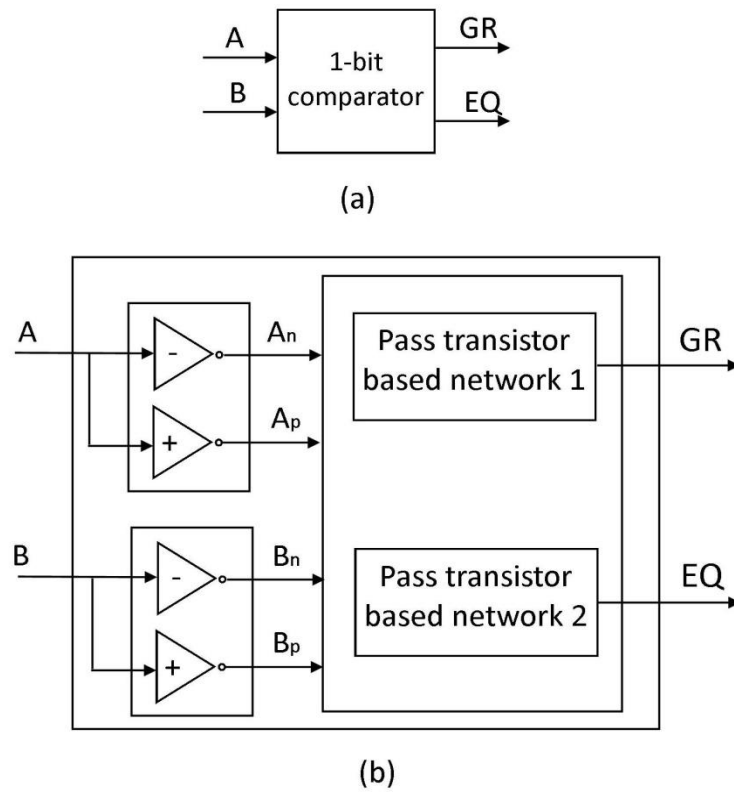 A
B
1-bit
comparator
GR
EQ
(a)
A
-
An
Pass transistor
based network 1
GR
+
Ap
B
-
Bn
Pass transistor
based network 2
EQ
+
Bp
(b)